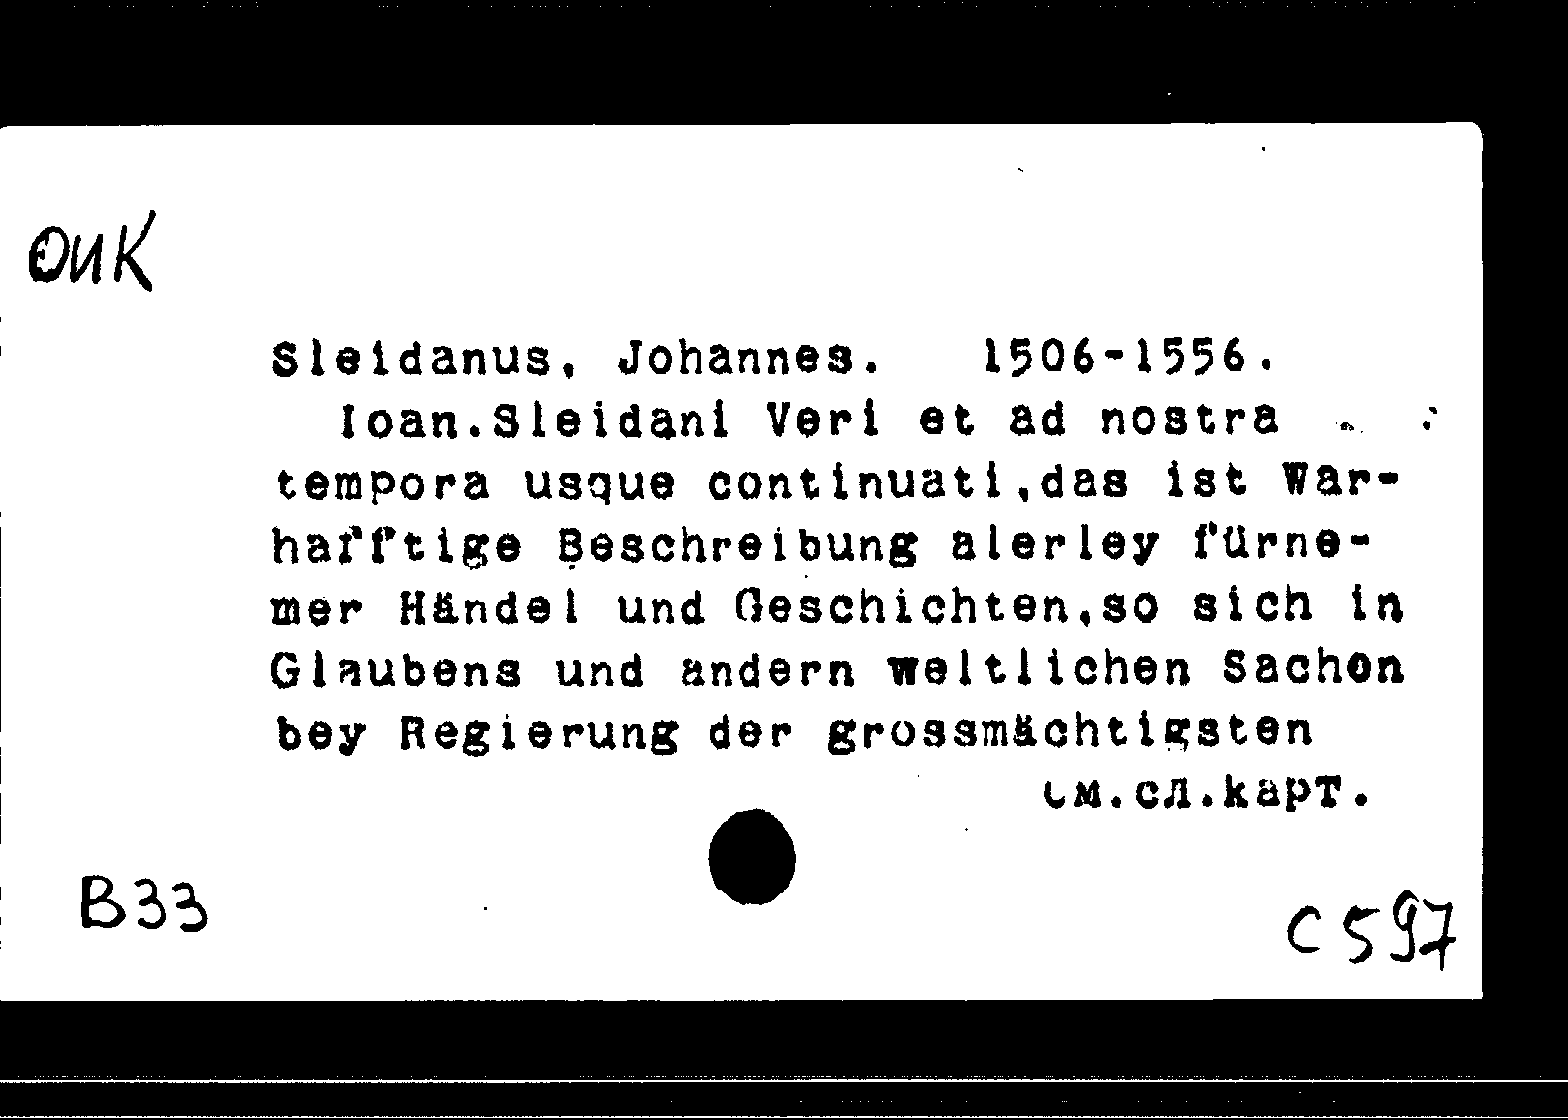 ОИК
Sleidanus, Johannes. 1506-1556.
Ioan.Sleidani Veri et ad nostra
tempora usque continuati,das ist War-
hafftige Beschreibung alerley fürne-
mer Händel und Geschichten,so sich in
Glaubens und andern weltlichen Sachen
bey Regierung der grossmächtigsten
см.сл.карт.
B33
C597